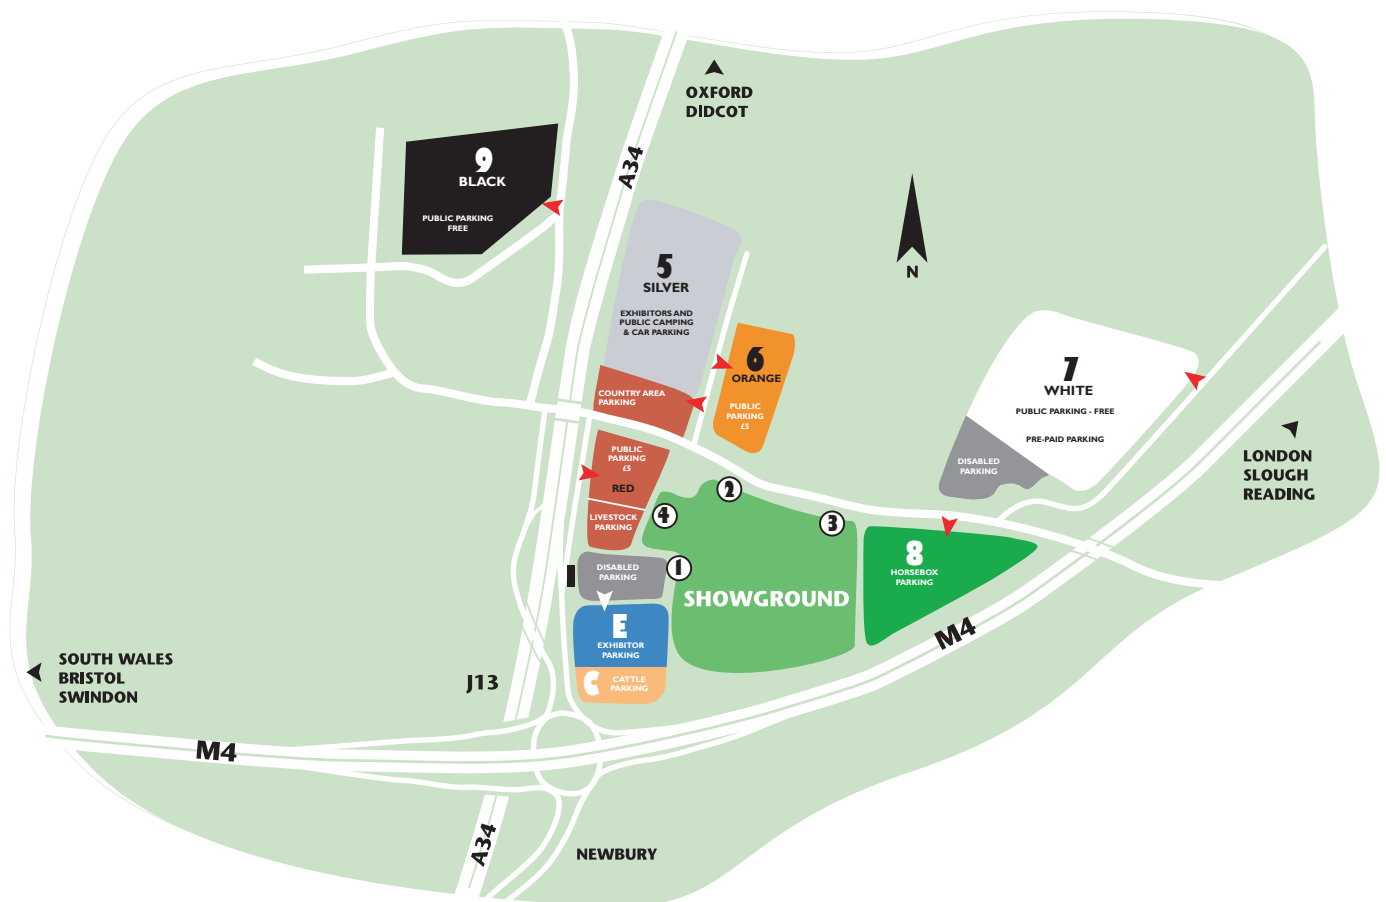 OXFORD
DIDCOT
A34
9
BLACK
PUBLIC PARKING
FREE
N
5
SILVER
EXHIBITORS AND
PUBLIC CAMPING
& CAR PARKING
6
ORANGE
PUBLIC
PARKING
£5
COUNTRY AREA
PARKING
7
WHITE
PUBLIC PARKING - FREE
PRE-PAID PARKING
DISABLED
PARKING
LONDON
SLOUGH
READING
PUBLIC
PARKING
£5
RED
LIVESTOCK
PARKING
4
2
3
1
DISABLED
PARKING
SHOWGROUND
8
HORSEBOX
PARKING
E
EXHIBITOR
PARKING
C
CATTLE
PARKING
M4
SOUTH WALES
BRISTOL
SWINDON
J13
M4
A34
NEWBURY